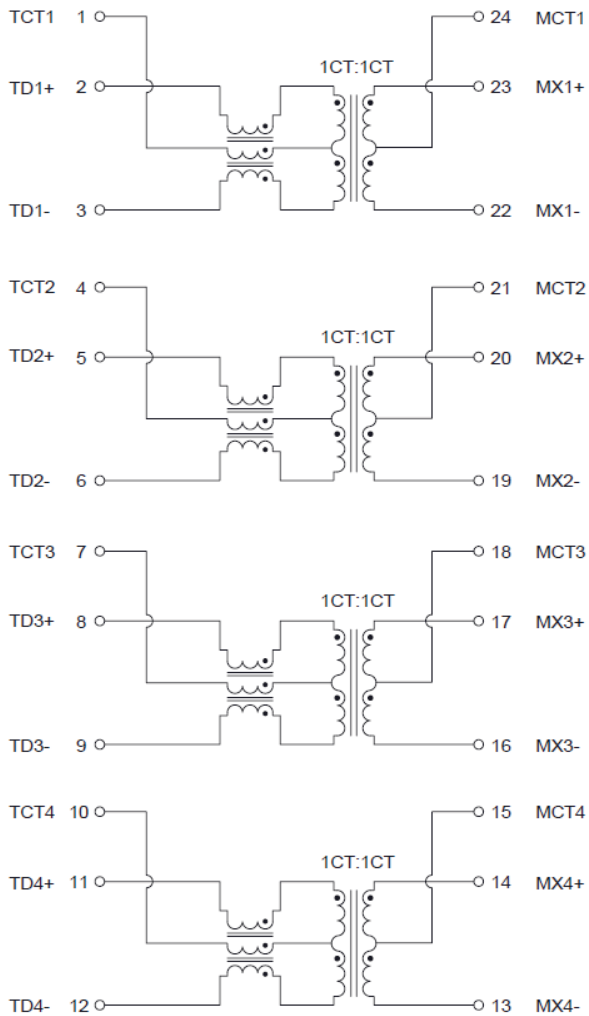 TCT1 1 24 MCT1
1CT:1CT
TD1+ 2 23 MX1+
TD1- 3 22 MX1-
TCT2 4 21 MCT2
1CT:1CT
TD2+ 5 20 MX2+
TD2- 6 19 MX2-
TCT3 7 18 MCT3
1CT:1CT
TD3+ 8 17 MX3+
TD3- 9 16 MX3-
TCT4 10 15 MCT4
1CT:1CT
TD4+ 11 14 MX4+
TD4- 12 13 MX4-